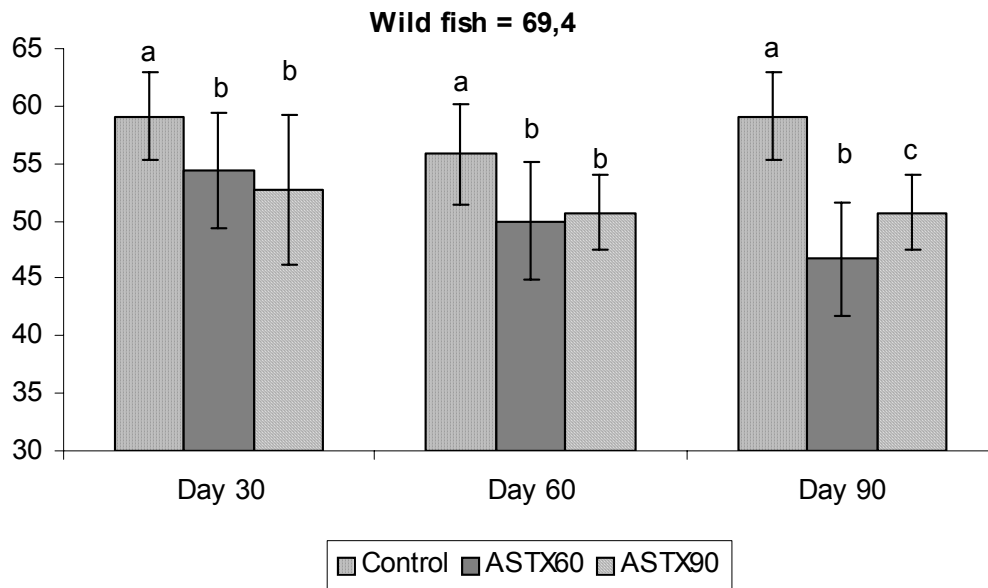 Wild fish = 69,4
65
60
55
50
45
40
35
30
a
b
b
a
b
b
a
b
c
Day 30
Day 60
Day 90
Control
ASTX60
ASTX90